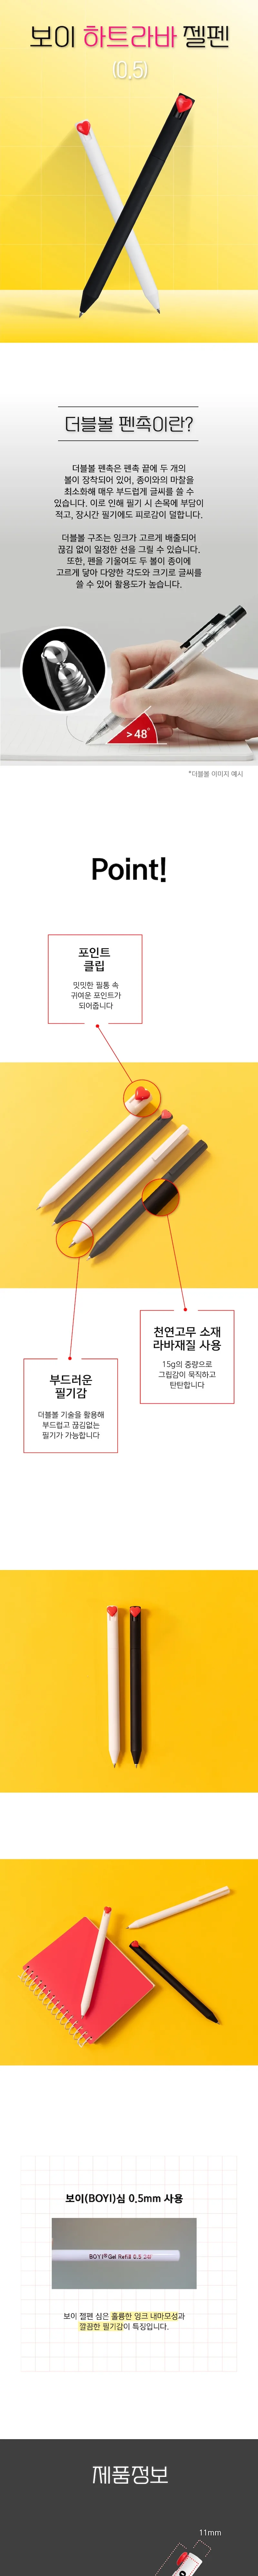 보이 하트라바 젤펜
(0.5)
더블볼 펜촉이란?
더블볼 펜촉은 펜촉 끝에 두 개의
볼이 장착되어 있어, 종이와의 마찰을
최소화해 매우 부드럽게 글씨를 쓸 수
있습니다. 이로 인해 필기 시 손목에 부담이
적고, 장시간 필기에도 피로감이 덜합니다.
더블볼 구조는 잉크가 고르게 배출되어
끊김 없이 일정한 선을 그릴 수 있습니다.
또한, 펜을 기울여도 두 볼이 종이에
고르게 닿아 다양한 각도와 크기로 글씨를
쓸 수 있어 활용도가 높습니다.
>48°
*더블볼 이미지 예시
Point!
포인트
클립
밋밋한 필통 속
귀여운 포인트가
되어줍니다
천연고무 소재
라바재질 사용
15g의 중량으로
그립감이 묵직하고
탄탄합니다
부드러운
필기감
더블볼 기술을 활용해
부드럽고 끊김없는
필기가 가능합니다
보이(BOYI)심 0.5mm 사용
BOYI® Gel Refill 0.5
보이 젤펜 심은 훌륭한 잉크 내마모성과
깔끔한 필기감이 특징입니다.
제품정보
11mm